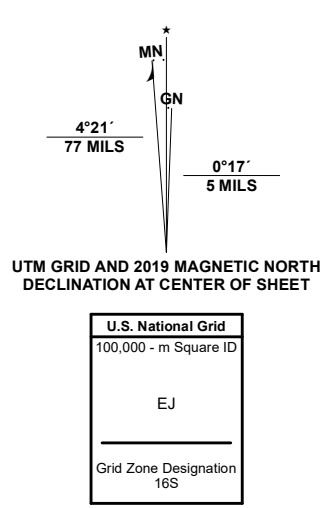 MN
GN
4°21´
77 MILS
0°17´
5 MILS
UTM GRID AND 2019 MAGNETIC NORTH
DECLINATION AT CENTER OF SHEET
U.S. National Grid
100,000 - m Square ID
EJ
Grid Zone Designation
16S